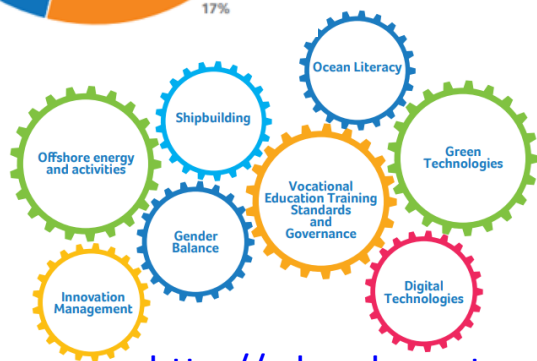 17%
Ocean Literacy
Shipbuilding
Offshore energy
and activities
Green
Technologies
Vocational
Education Training
Standards
and
Governance
Gender
Balance
Innovation
Management
Digital
Technologies